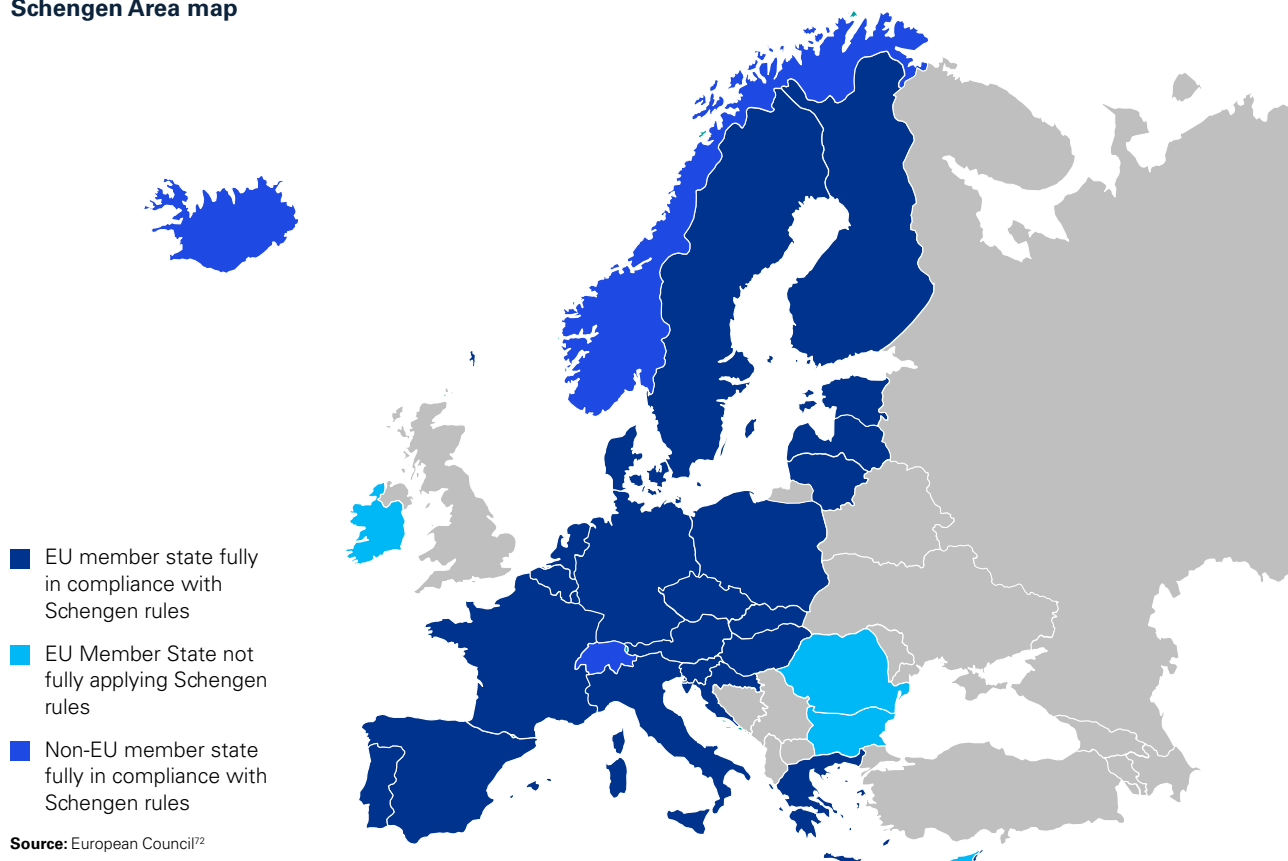 Schengen Area map
EU member state fully
in compliance with
Schengen rules
EU Member State not
fully applying Schengen
rules
Non-EU member state
fully in compliance with
Schengen rules
Source: European Council72